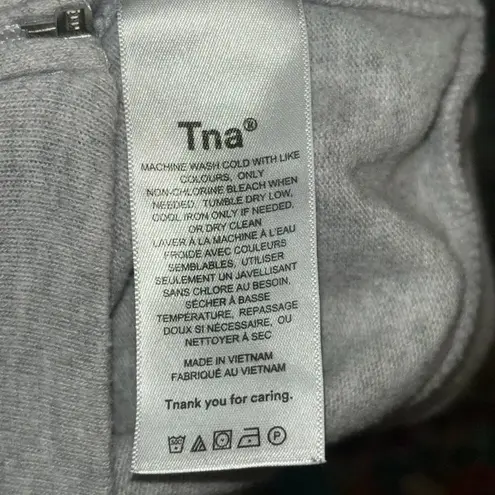 Tna®
MACHINE WASH COLD WITH LIKE
COLOURS, ONLY
NON-CHLORINE BLEACH WHEN
NEEDED, TUMBLE DRY LOW,
COOL IRON ONLY IF NEEDED,
OR DRY CLEAN
LAVER À LA MACHINE À L'EAU
FROIDE AVEC COULEURS
SEMBLABLES, UTILISER
SEULEMENT UN JAVELLISANT
SANS CHLORE AU BESOIN,
SÉCHER À BASSE
TEMPÉRATURE, REPASSAGE
DOUX SI NÉCESSAIRE, OU
NETTOYER À SEC
MADE IN VIETNAM
FABRIQUÉ AU VIETNAM
Tnank you for caring.
P